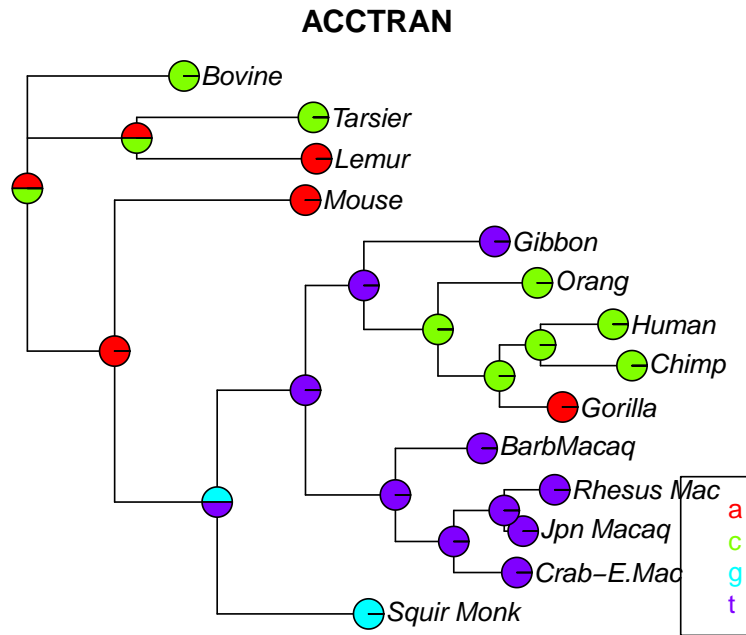 ACCTRAN
Bovine
Tarsier
Lemur
Mouse
Gibbon
Orang
Human
Chimp
Gorilla
BarbMacaq
Rhesus Mac
Jpn Macaq
Crab−E.Mac
Squir Monk
a
c
g
t